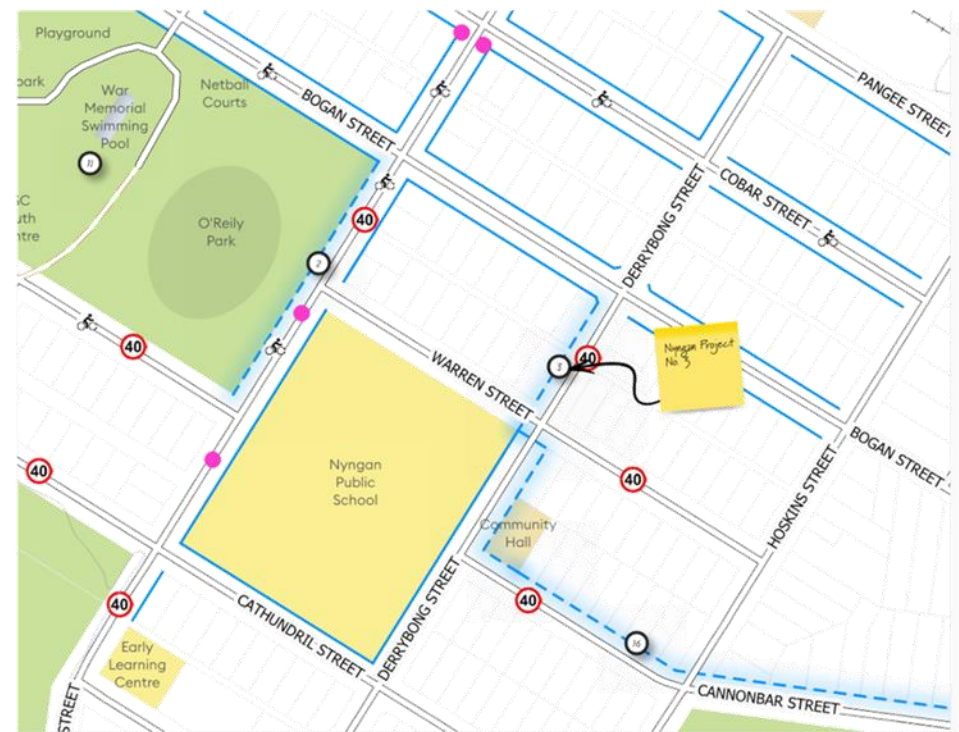 Playground
park
War
Memorial
Swimming
Pool
Netball
Courts
11
O'Reily
Park
BOGAN STREET
PANGEE STREET
COBAR STREET
DERRYBONG STREET
40
2
40
40
WARREN STREET
3
40
Nyngan Project
No. 3
BOGAN STREET
HOSKINS STREET
Nyngan
Public
School
40
Community
Hall
40
16
40
CATHUNDRIL STREET
DERRYBONG STREET
Early
Learning
Centre
STREET
CANNONBAR STREET